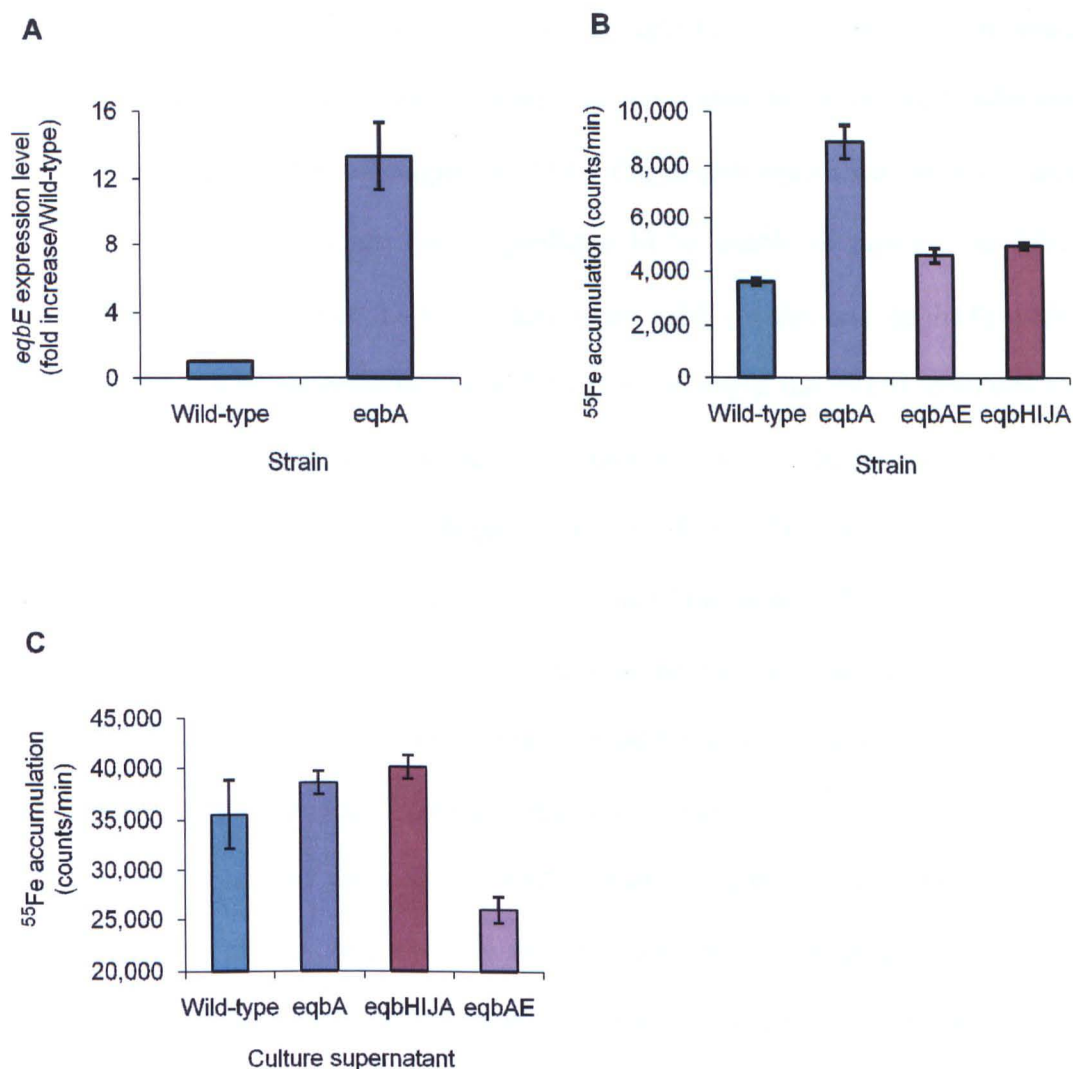 A
eqbE expression level
(fold increase/Wild-type)
16
12
8
4
0
Wild-type eqbA
Strain
B
55Fe accumulation (counts/min)
10,000
8,000
6,000
4,000
2,000
0
Wild-type eqbA eqbAE eqbHIJA
Strain
C
55Fe accumulation
(counts/min)
45,000
40,000
35,000
30,000
25,000
20,000
Wild-type eqbA eqbHIJA eqbAE
Culture supernatant